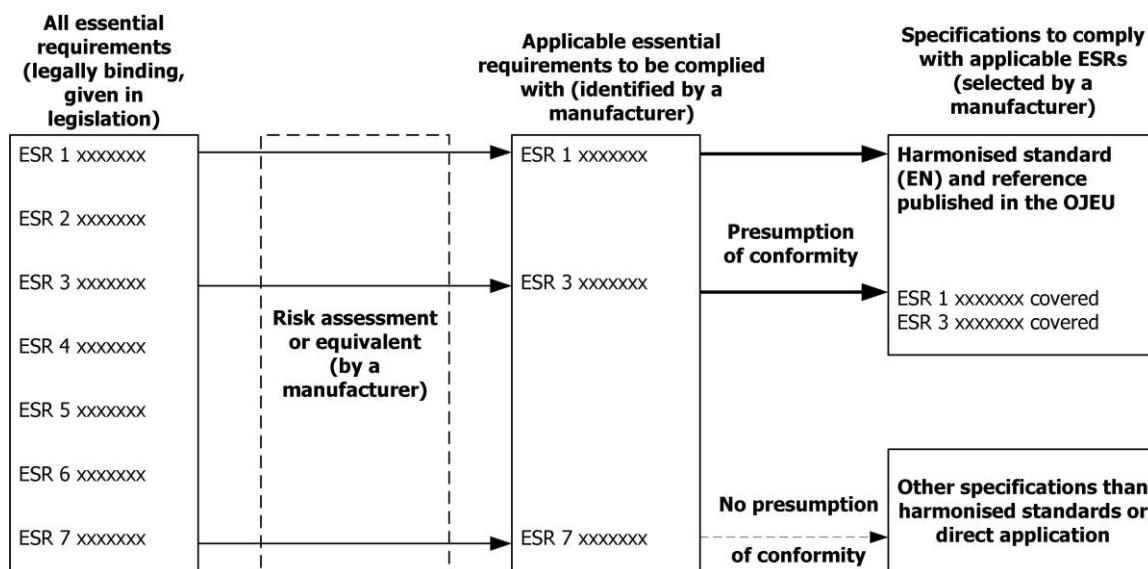 All essential
requirements
(legally binding,
given in
legislation)
ESR 1 xxxxxxx
ESR 2 xxxxxxx
ESR 3 xxxxxxx
ESR 4 xxxxxxx
ESR 5 xxxxxxx
ESR 6 xxxxxxx
ESR 7 xxxxxxx
Risk assessment
or equivalent
(by a
manufacturer)
Applicable essential
requirements to be complied
with (identified by a
manufacturer)
ESR 1 xxxxxxx
ESR 3 xxxxxxx
ESR 7 xxxxxxx
Presumption
of conformity
No presumption
of conformity
Specifications to comply
with applicable ESRs
(selected by a
manufacturer)
Harmonised standard
(EN) and reference
published in the OJEU
ESR 1 xxxxxxx covered
ESR 3 xxxxxxx covered
Other specifications than
harmonised standards or
direct application